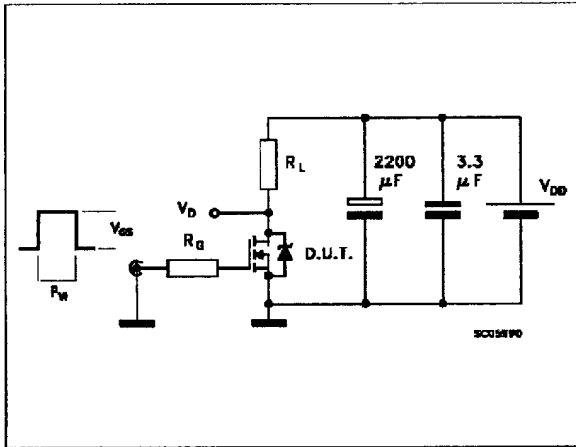 R_L
2200 µF
3.3 µF
V_DD
V_D
V_GS
R_G
D.U.T.
P_W